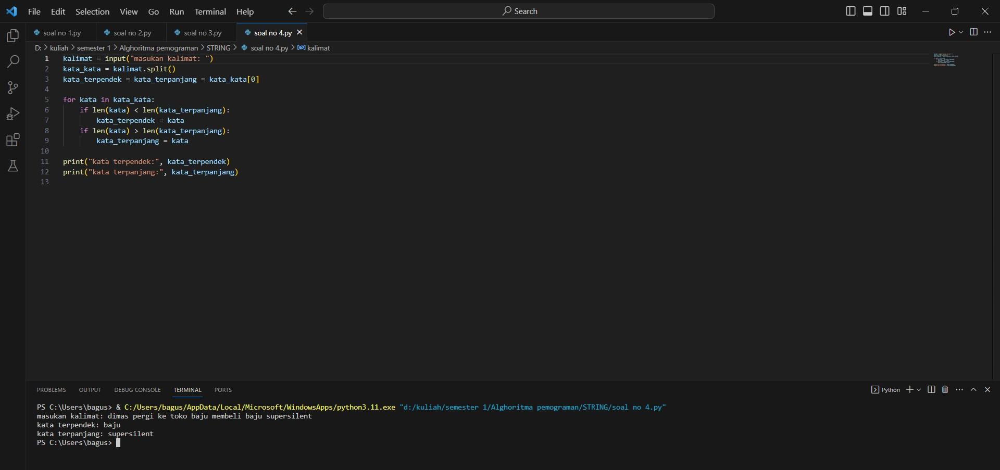 File Edit Selection View Go Run Terminal Help Search
soal no 1.py soal no 2.py soal no 3.py soal no 4.py
D: > kuliah > semester 1 > Alghoritma pemograman > STRING > soal no 4.py > kalimat
1 kalimat = input("masukan kalimat: ")
2 kata_kata = kalimat.split()
3 kata_terpendek = kata_terpanjang = kata_kata[0]
4
5 for kata in kata_kata:
6     if len(kata) < len(kata_terpanjang):
7         kata_terpendek = kata
8     if len(kata) > len(kata_terpanjang):
9         kata_terpanjang = kata
10
11 print("kata terpendek:", kata_terpendek)
12 print("kata terpanjang:", kata_terpanjang)
13
PROBLEMS OUTPUT DEBUG CONSOLE TERMINAL PORTS Python
PS C:\Users\bagus> & C:/Users/bagus/AppData/Local/Microsoft/WindowsApps/python3.11.exe "d:/kuliah/semester 1/Alghoritma pemograman/STRING/soal no 4.py"
masukan kalimat: dimas pergi ke toko baju membeli baju supersilent
kata terpendek: baju
kata terpanjang: supersilent
PS C:\Users\bagus>